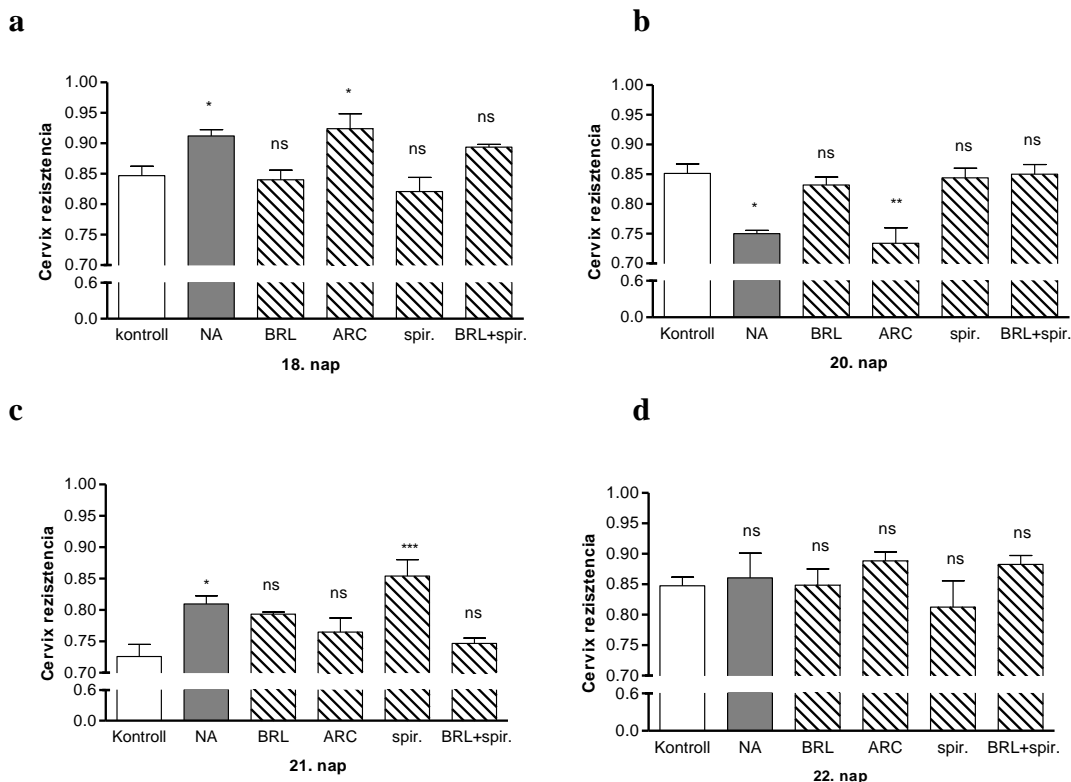 a
Cervix rezisztencia
1.00
0.95
0.90
0.85
0.80
0.75
0.70
0.6
0.0
*
ns
*
ns
ns
kontroll NA BRL ARC spir. BRL+spir.
18. nap
b
Cervix rezisztencia
1.00
0.95
0.90
0.85
0.80
0.75
0.70
0.6
0.0
*
ns
**
ns
ns
kontroll NA BRL ARC spir. BRL+spir.
20. nap
c
Cervix rezisztencia
1.00
0.95
0.90
0.85
0.80
0.75
0.70
0.6
0.0
*
ns
ns
***
ns
Kontroll NA BRL ARC spir. BRL+spir.
21. nap
d
Cervix rezisztencia
1.00
0.95
0.90
0.85
0.80
0.75
0.70
0.6
0.0
ns
ns
ns
ns
ns
Kontroll NA BRL ARC spir. BRL+spir.
22. nap